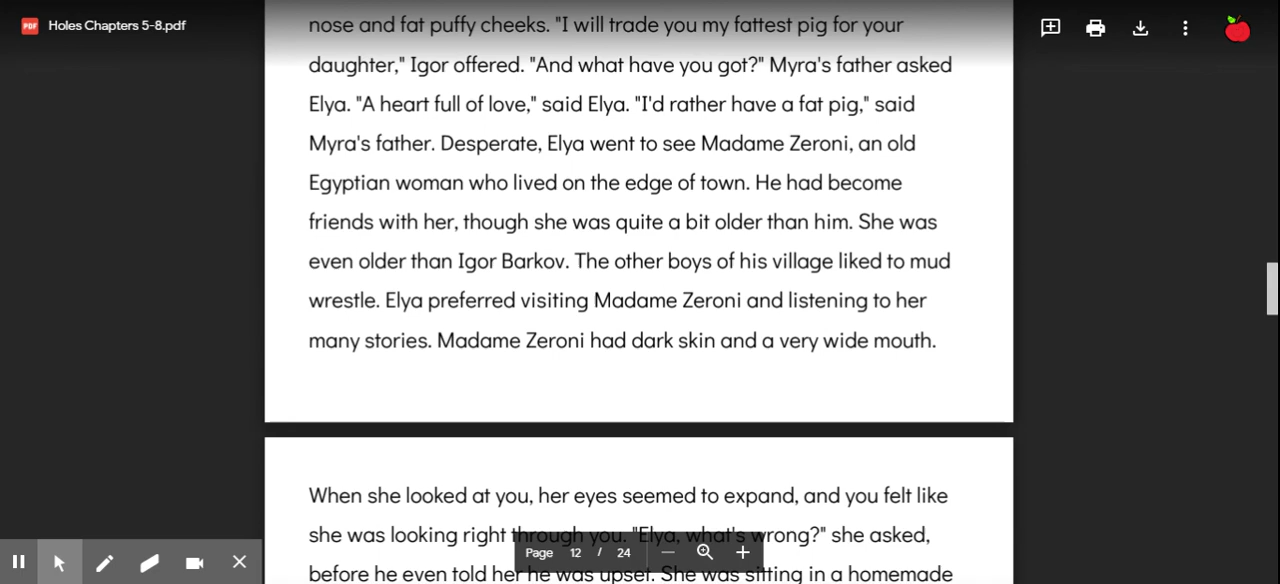 Holes Chapters 5-8.pdf
nose and fat puffy cheeks. "I will trade you my fattest pig for your
daughter," Igor offered. "And what have you got?" Myra's father asked
Elya. "A heart full of love," said Elya. "I'd rather have a fat pig," said
Myra's father. Desperate, Elya went to see Madame Zeroni, an old
Egyptian woman who lived on the edge of town. He had become
friends with her, though she was quite a bit older than him. She was
even older than Igor Barkov. The other boys of his village liked to mud
wrestle. Elya preferred visiting Madame Zeroni and listening to her
many stories. Madame Zeroni had dark skin and a very wide mouth.
When she looked at you, her eyes seemed to expand, and you felt like
she was looking right through you. "Elya, what's wrong?" she asked,
Page 12 / 24
before he even told her he was upset. She was sitting in a homemade